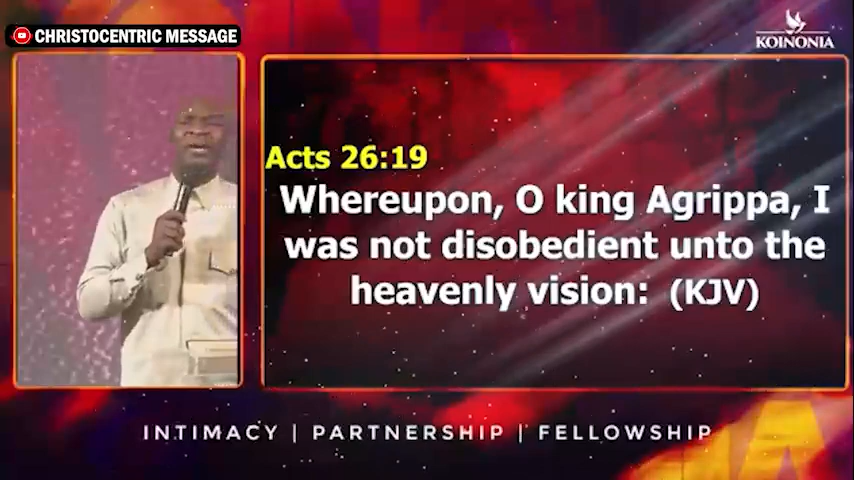 CHRISTOCENTRIC MESSAGE
KOINONIA
Acts 26:19
Whereupon, O king Agrippa, I
was not disobedient unto the
heavenly vision: (KJV)
INTIMACY | PARTNERSHIP | FELLOWSHIP